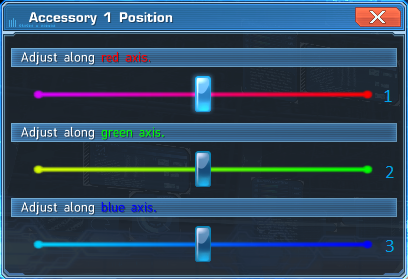 Accessory 1 Position
Adjust along red axis.
1
Adjust along green axis.
2
Adjust along blue axis.
3